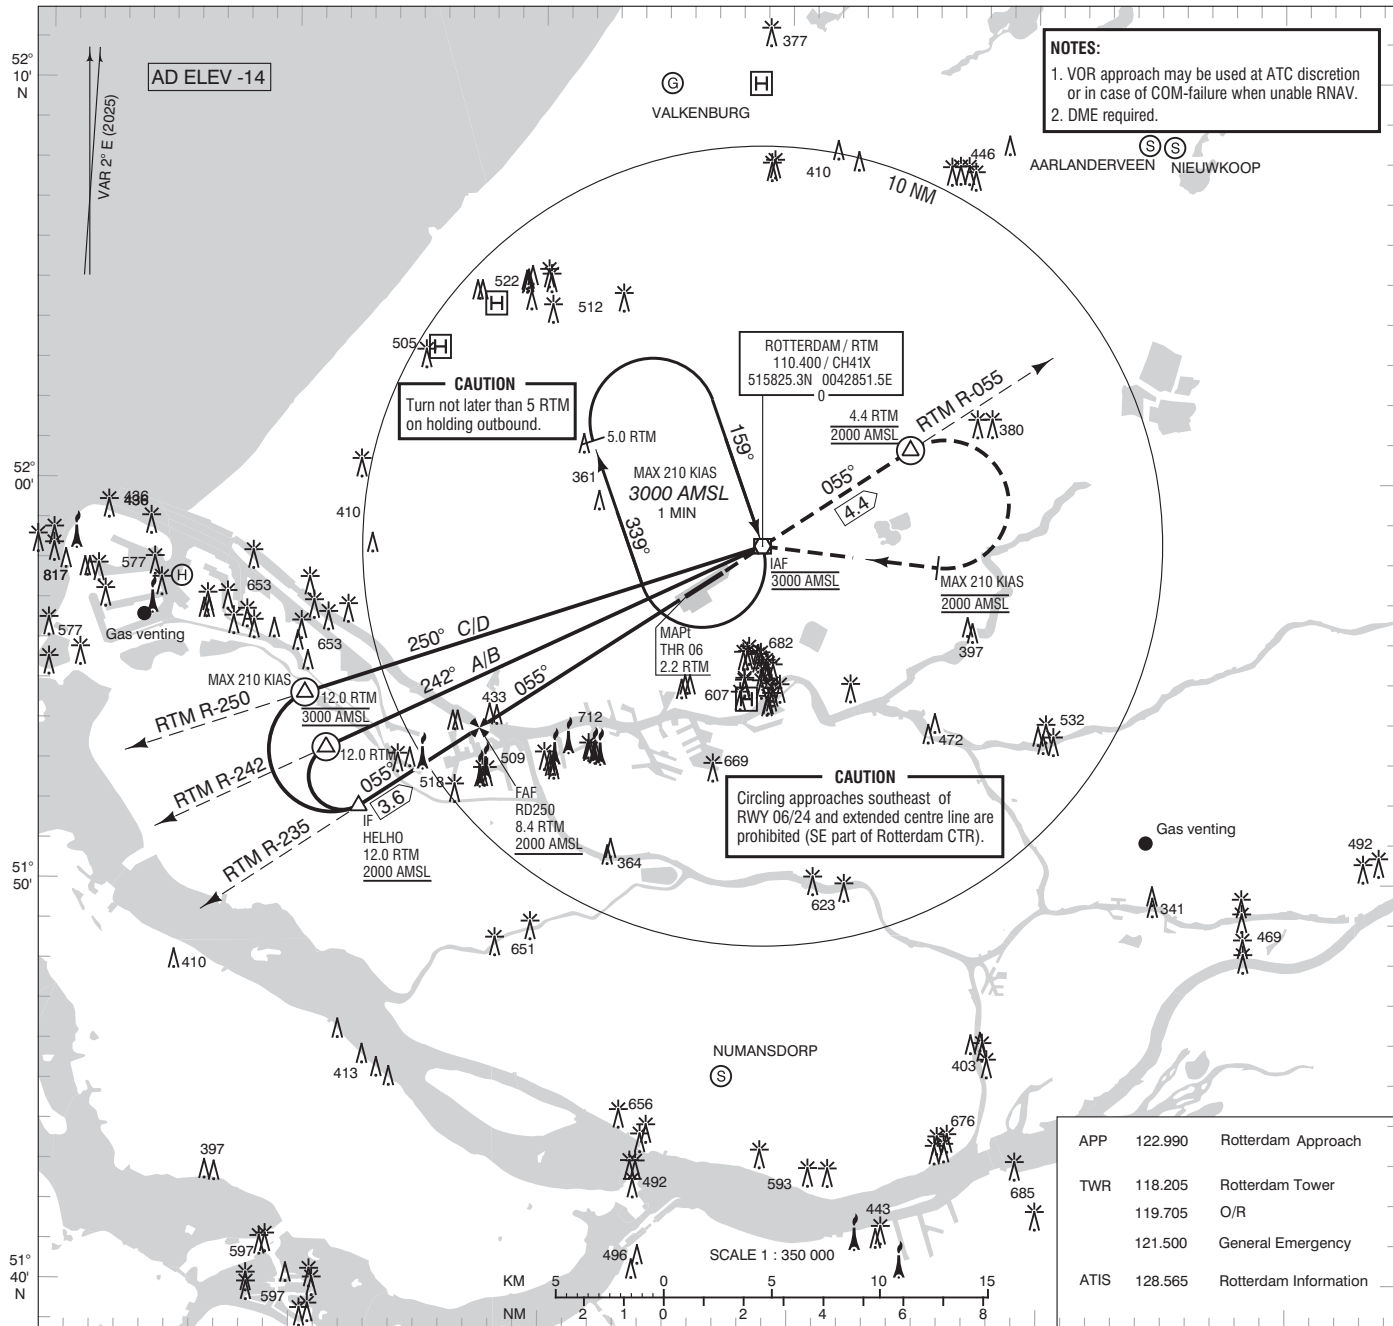 377
NOTES:
1. VOR approach may be used at ATC discretion
or in case of COM-failure when unable RNAV.
2. DME required.
52°
10'
N
AD ELEV -14
VAR 2° E (2025)
G
H
VALKENBURG
S
S
AARLANDERVEEN
NIEUWKOOP
410
446
10 NM
522
H
512
505
H
CAUTION
Turn not later than 5 RTM
on holding outbound.
ROTTERDAM / RTM
110.400 / CH41X
515825.3N 0042851.5E
0
4.4 RTM
2000 AMSL
RTM R-055
380
5.0 RTM
159°
361
MAX 210 KIAS
3000 AMSL
1 MIN
339°
055°
4.4
52°
00'
410
436
436
577
817
H
653
Gas venting
577
653
IAF
3000 AMSL
MAX 210 KIAS
2000 AMSL
397
250° C/D
242° A/B
055°
MAPt
THR 06
2.2 RTM
682
607
H
MAX 210 KIAS
12.0 RTM
3000 AMSL
RTM R-250
433
712
12.0 RTM
RTM R-242
055°
518
509
3.6
669
472
532
IF
HELHO
12.0 RTM
2000 AMSL
FAF
RD250
8.4 RTM
2000 AMSL
RTM R-235
CAUTION
Circling approaches southeast of
RWY 06/24 and extended centre line are
prohibited (SE part of Rotterdam CTR).
Gas venting
492
364
51°
50'
623
341
469
651
410
413
NUMANSDORP
S
403
656
676
397
492
593
685
443
597
496
597
51°
40'
N
SCALE 1 : 350 000
KM 5 0 5 10 15
NM 2 1 0 2 4 6 8
APP 122.990 Rotterdam Approach
TWR 118.205 Rotterdam Tower
119.705 O/R
121.500 General Emergency
ATIS 128.565 Rotterdam Information